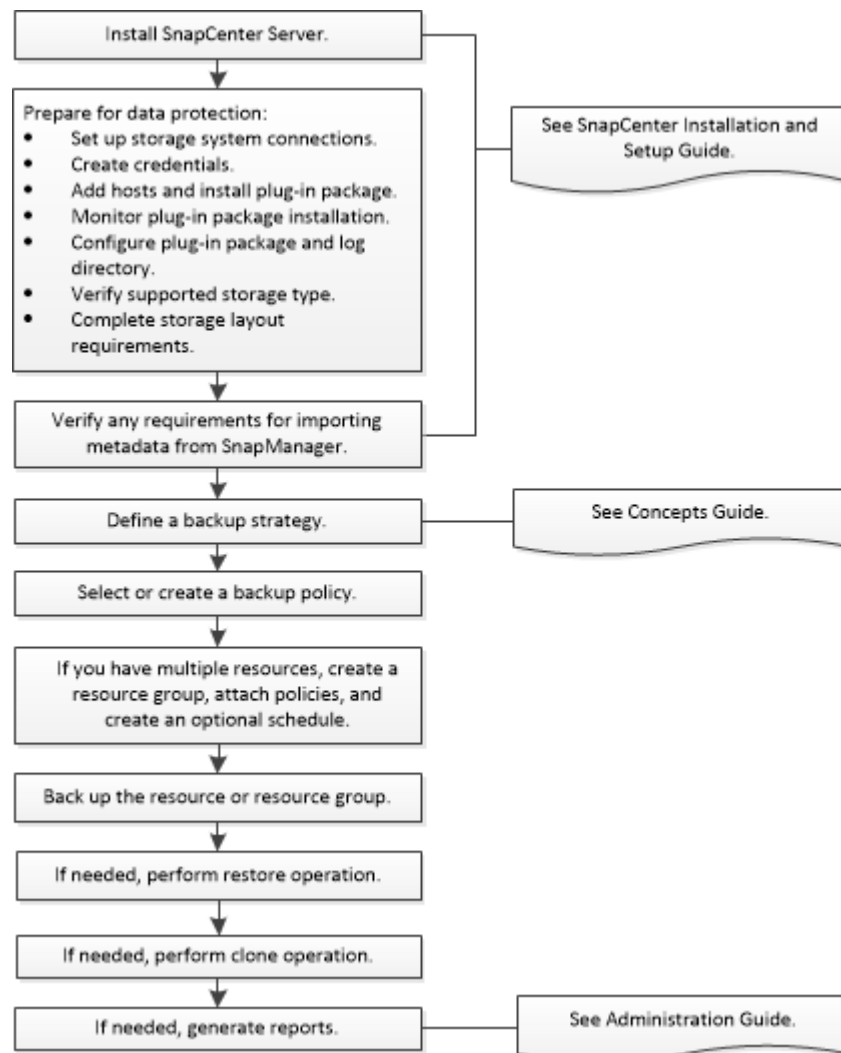 Install SnapCenter Server.
Prepare for data protection:
• Set up storage system connections.
• Create credentials.
• Add hosts and install plug-in package.
• Monitor plug-in package installation.
• Configure plug-in package and log
directory.
• Verify supported storage type.
• Complete storage layout
requirements.
See SnapCenter Installation and
Setup Guide.
Verify any requirements for importing
metadata from SnapManager.
Define a backup strategy.
See Concepts Guide.
Select or create a backup policy.
If you have multiple resources, create a
resource group, attach policies, and
create an optional schedule.
Back up the resource or resource group.
If needed, perform restore operation.
If needed, perform clone operation.
If needed, generate reports.
See Administration Guide.